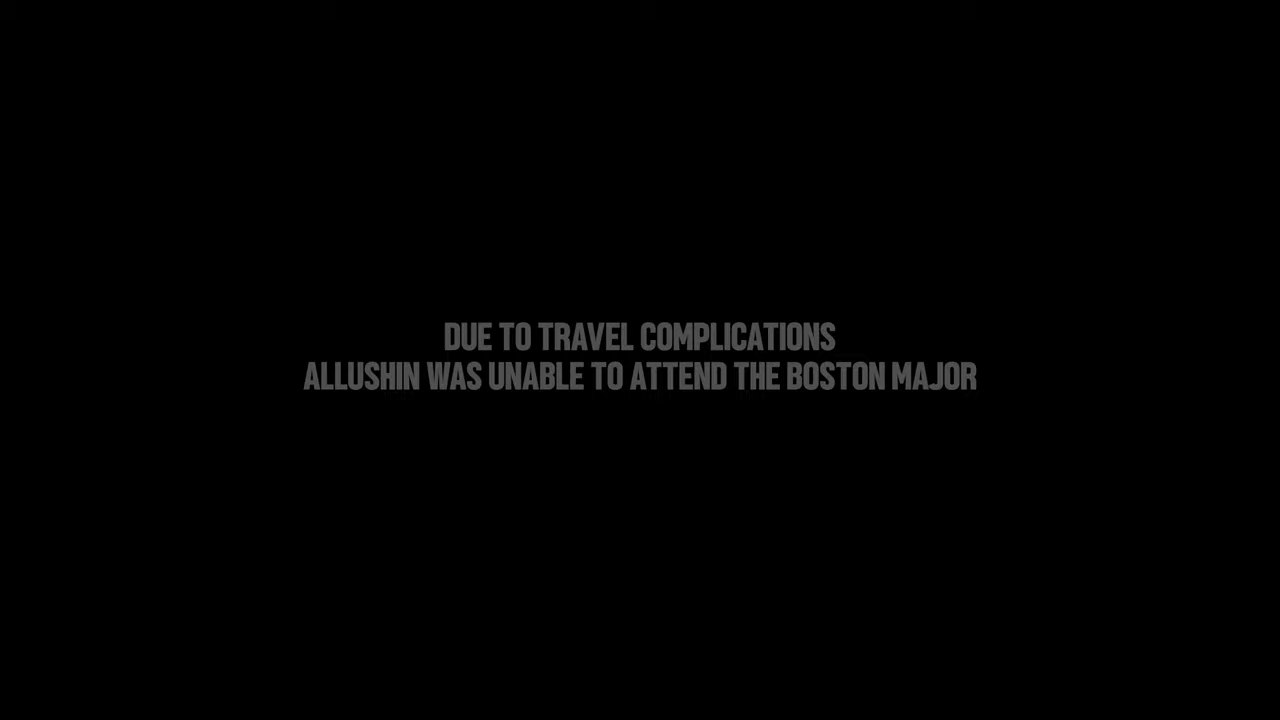 DUE TO TRAVEL COMPLICATIONS
ALLUSHIN WAS UNABLE TO ATTEND THE BOSTON MAJOR